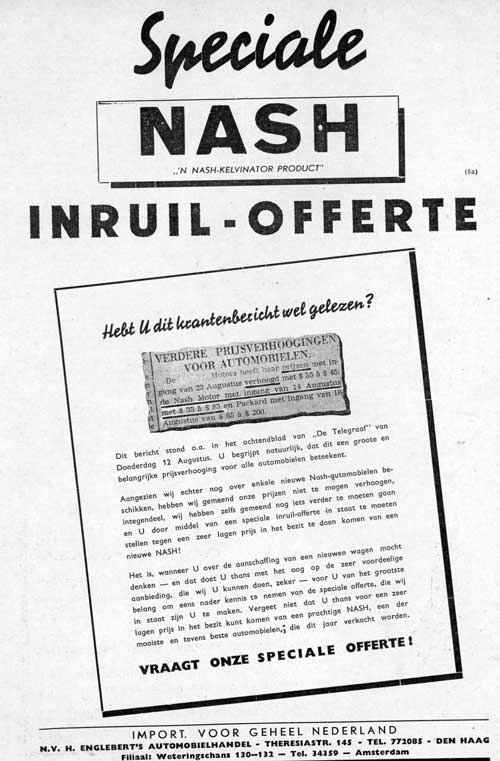 Speciale
NASH
„'N NASH-KELVINATOR PRODUCT"
(6a)
INRUIL-OFFERTE
Hebt U dit krantenbericht wel gelezen?
VERDERE PRIJSVERHOOGINGEN
VOOR AUTOMOBIELEN.
De Motors heeft haar prijzen met in-
gang van 23 Augustus verhoogd met $ 35 à $ 45;
de Nash Motor met ingang van 14 Augustus
met $ 35 à $ 85 en Packard met ingang van 16
Augustus van $ 65 à $ 200.
Dit bericht stond o.a. in het ochtendblad van „De Telegraaf" van
Donderdag 12 Augustus. U begrijpt natuurlijk, dat dit een groote en
belangrijke prijsverhooging voor alle automobielen beteekent.
Aangezien wij echter nog over enkele nieuwe Nash-automobielen be-
schikken, hebben wij gemeend onze prijzen niet te mogen verhoogen,
integendeel, wij hebben zelfs gemeend nog iets verder te moeten gaan
en U door middel van een speciale inruil-offerte in staat te moeten
stellen tegen een zeer lagen prijs in het bezit te doen komen van een
nieuwe NASH!
Het is, wanneer U over de aanschaffing van een nieuwen wagen mocht
denken — en dat doet U thans met het oog op de zeer voordeelige
aanbieding, die wij U kunnen doen, zeker — voor U van het grootste
belang om eens nader kennis te nemen van de speciale offerte, die wij
in staat zijn U te maken. Vergeet niet dat U thans voor een zeer
lagen prijs in het bezit kunt komen van een prachtige NASH, een der
mooiste en tevens beste automobielen, die dit jaar verkocht worden.
VRAAGT ONZE SPECIALE OFFERTE!
IMPORT. VOOR GEHEEL NEDERLAND
N.V. H. ENGLEBERT'S AUTOMOBIELHANDEL - THERESIASTR. 145 - TEL. 772085 - DEN HAAG
Filiaal: Weteringschans 130-132 — Tel. 34359 — Amsterdam